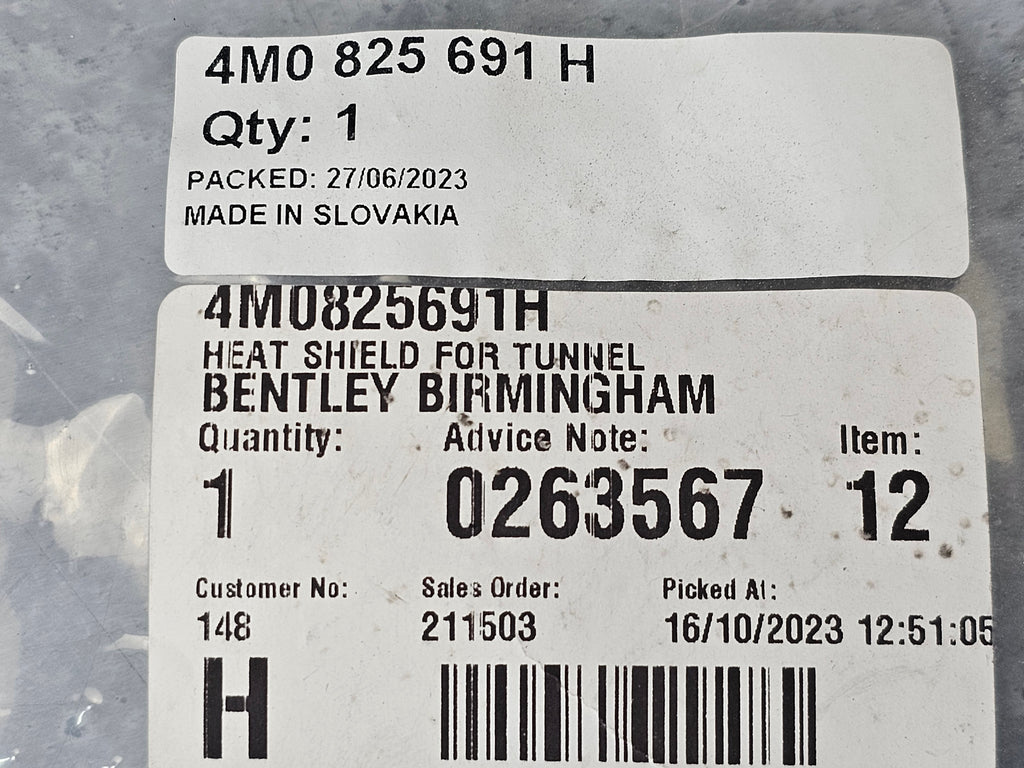 4M0 825 691 H
Qty: 1
PACKED: 27/06/2023
MADE IN SLOVAKIA
4M0825691H
HEAT SHIELD FOR TUNNEL
BENTLEY BIRMINGHAM
Quantity: Advice Note: Item:
1 0263567 12
Customer No: Sales Order: Picked At:
148 211503 16/10/2023 12:51:05
H